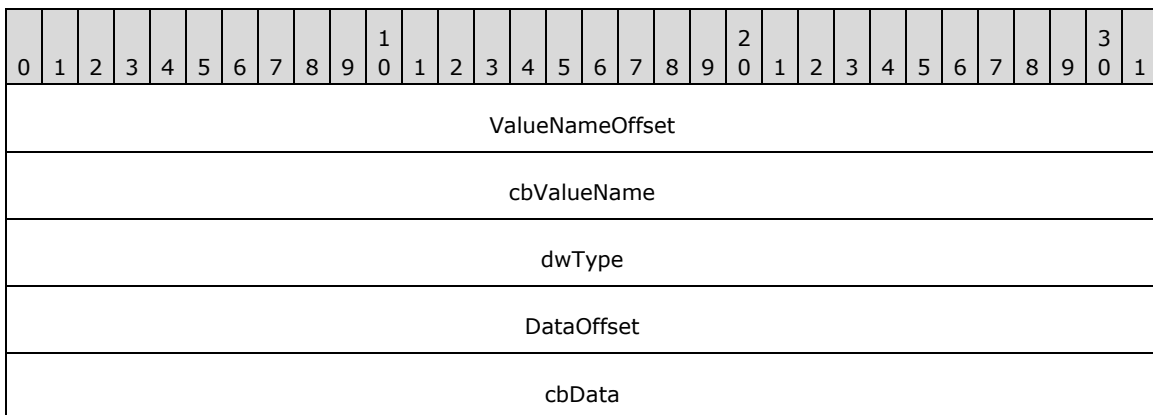 1 2 3
0 1 2 3 4 5 6 7 8 9 0 1 2 3 4 5 6 7 8 9 0 1 2 3 4 5 6 7 8 9 0 1
ValueNameOffset
cbValueName
dwType
DataOffset
cbData